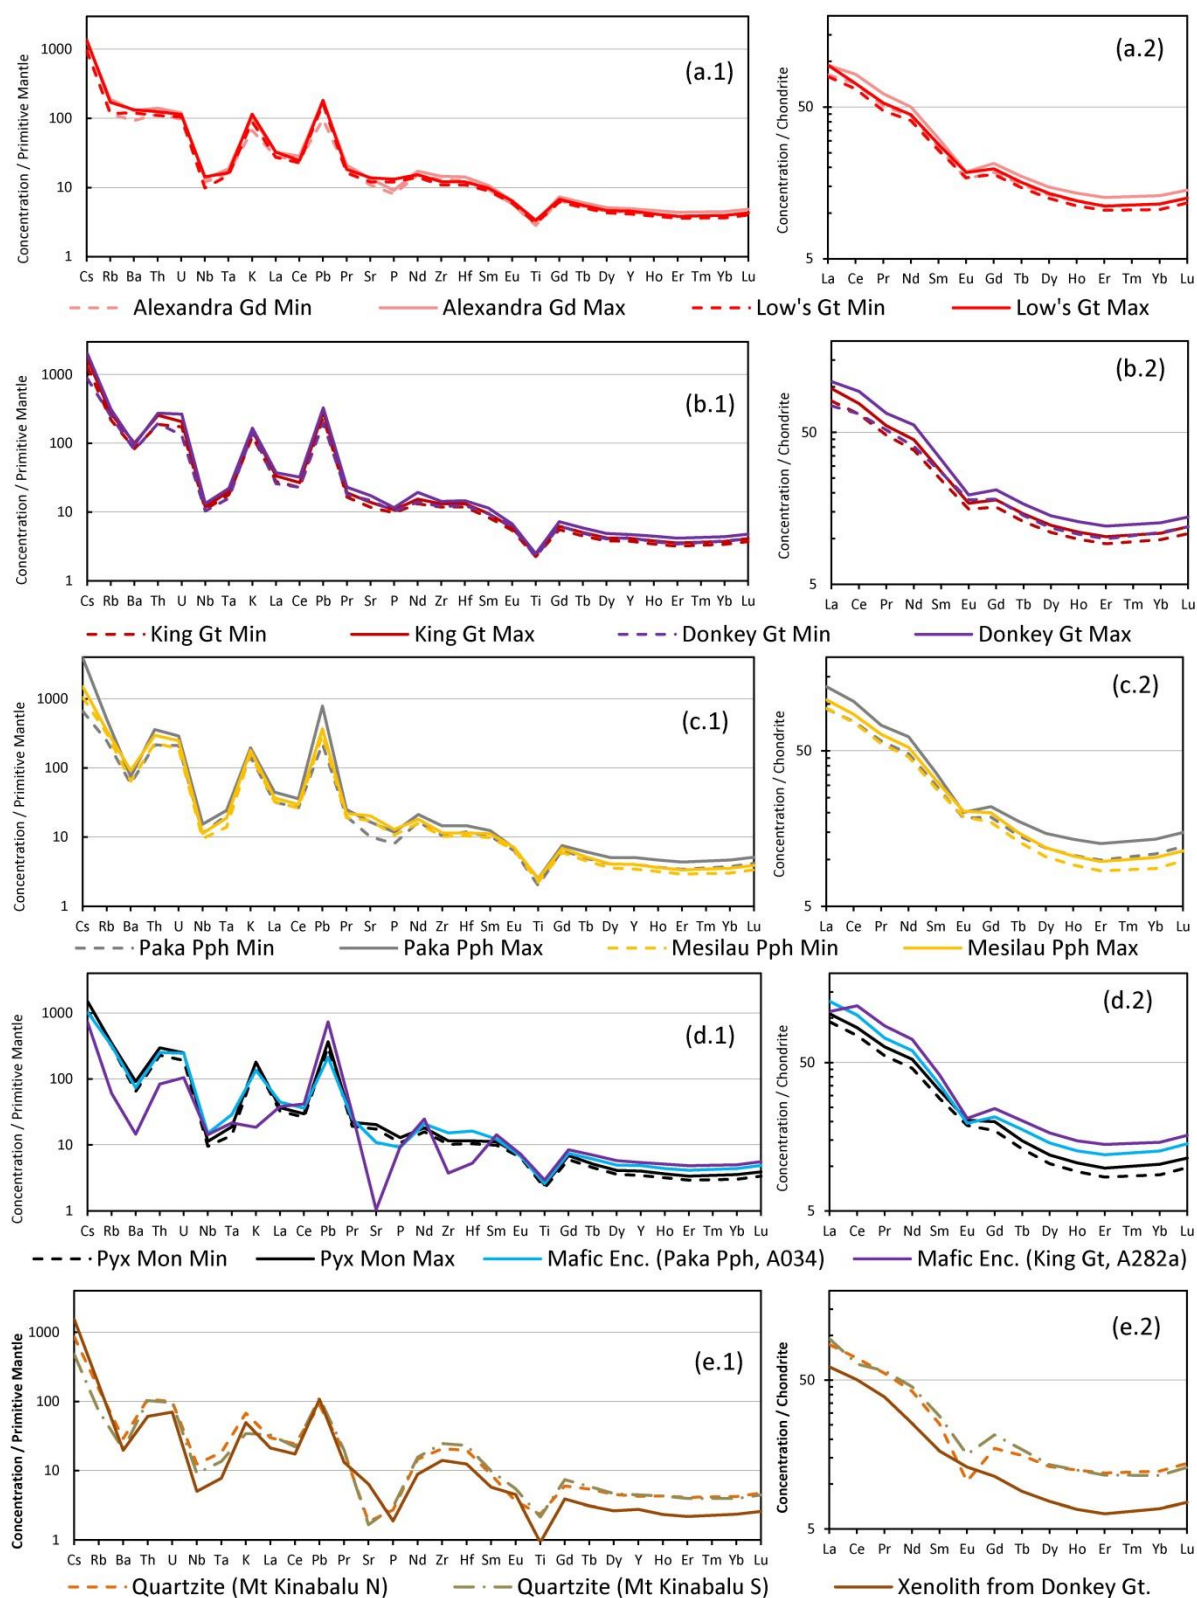 Concentration / Primitive Mantle
1000
100
10
1
(a.1)
Cs Rb Ba Th U Nb Ta K La Ce Pb Pr Sr P Nd Zr Hf Sm Eu Ti Gd Tb Dy Y Ho Er Tm Yb Lu
Concentration / Chondrite
50
5
(a.2)
La Ce Pr Nd Sm Eu Gd Tb Dy Ho Er Tm Yb Lu
Alexandra Gd Min Alexandra Gd Max Low's Gt Min Low's Gt Max
Concentration / Primitive Mantle
1000
100
10
1
(b.1)
Cs Rb Ba Th U Nb Ta K La Ce Pb Pr Sr P Nd Zr Hf Sm Eu Ti Gd Tb Dy Y Ho Er Tm Yb Lu
Concentration / Chondrite
50
5
(b.2)
La Ce Pr Nd Sm Eu Gd Tb Dy Ho Er Tm Yb Lu
King Gt Min King Gt Max Donkey Gt Min Donkey Gt Max
Concentration / Primitive Mantle
1000
100
10
1
(c.1)
Cs Rb Ba Th U Nb Ta K La Ce Pb Pr Sr P Nd Zr Hf Sm Eu Ti Gd Tb Dy Y Ho Er Tm Yb Lu
Concentration / Chondrite
50
5
(c.2)
La Ce Pr Nd Sm Eu Gd Tb Dy Ho Er Tm Yb Lu
Paka Pph Min Paka Pph Max Mesilau Pph Min Mesilau Pph Max
Concentration / Primitive Mantle
1000
100
10
1
(d.1)
Cs Rb Ba Th U Nb Ta K La Ce Pb Pr Sr P Nd Zr Hf Sm Eu Ti Gd Tb Dy Y Ho Er Tm Yb Lu
Concentration / Chondrite
50
5
(d.2)
La Ce Pr Nd Sm Eu Gd Tb Dy Ho Er Tm Yb Lu
Pyx Mon Min Pyx Mon Max Mafic Enc. (Paka Pph, A034) Mafic Enc. (King Gt, A282a)
Concentration / Primitive Mantle
1000
100
10
1
(e.1)
Cs Rb Ba Th U Nb Ta K La Ce Pb Pr Sr P Nd Zr Hf Sm Eu Ti Gd Tb Dy Y Ho Er Tm Yb Lu
Concentration / Chondrite
50
5
(e.2)
La Ce Pr Nd Sm Eu Gd Tb Dy Ho Er Tm Yb Lu
Quartzite (Mt Kinabalu N) Quartzite (Mt Kinabalu S) Xenolith from Donkey Gt.